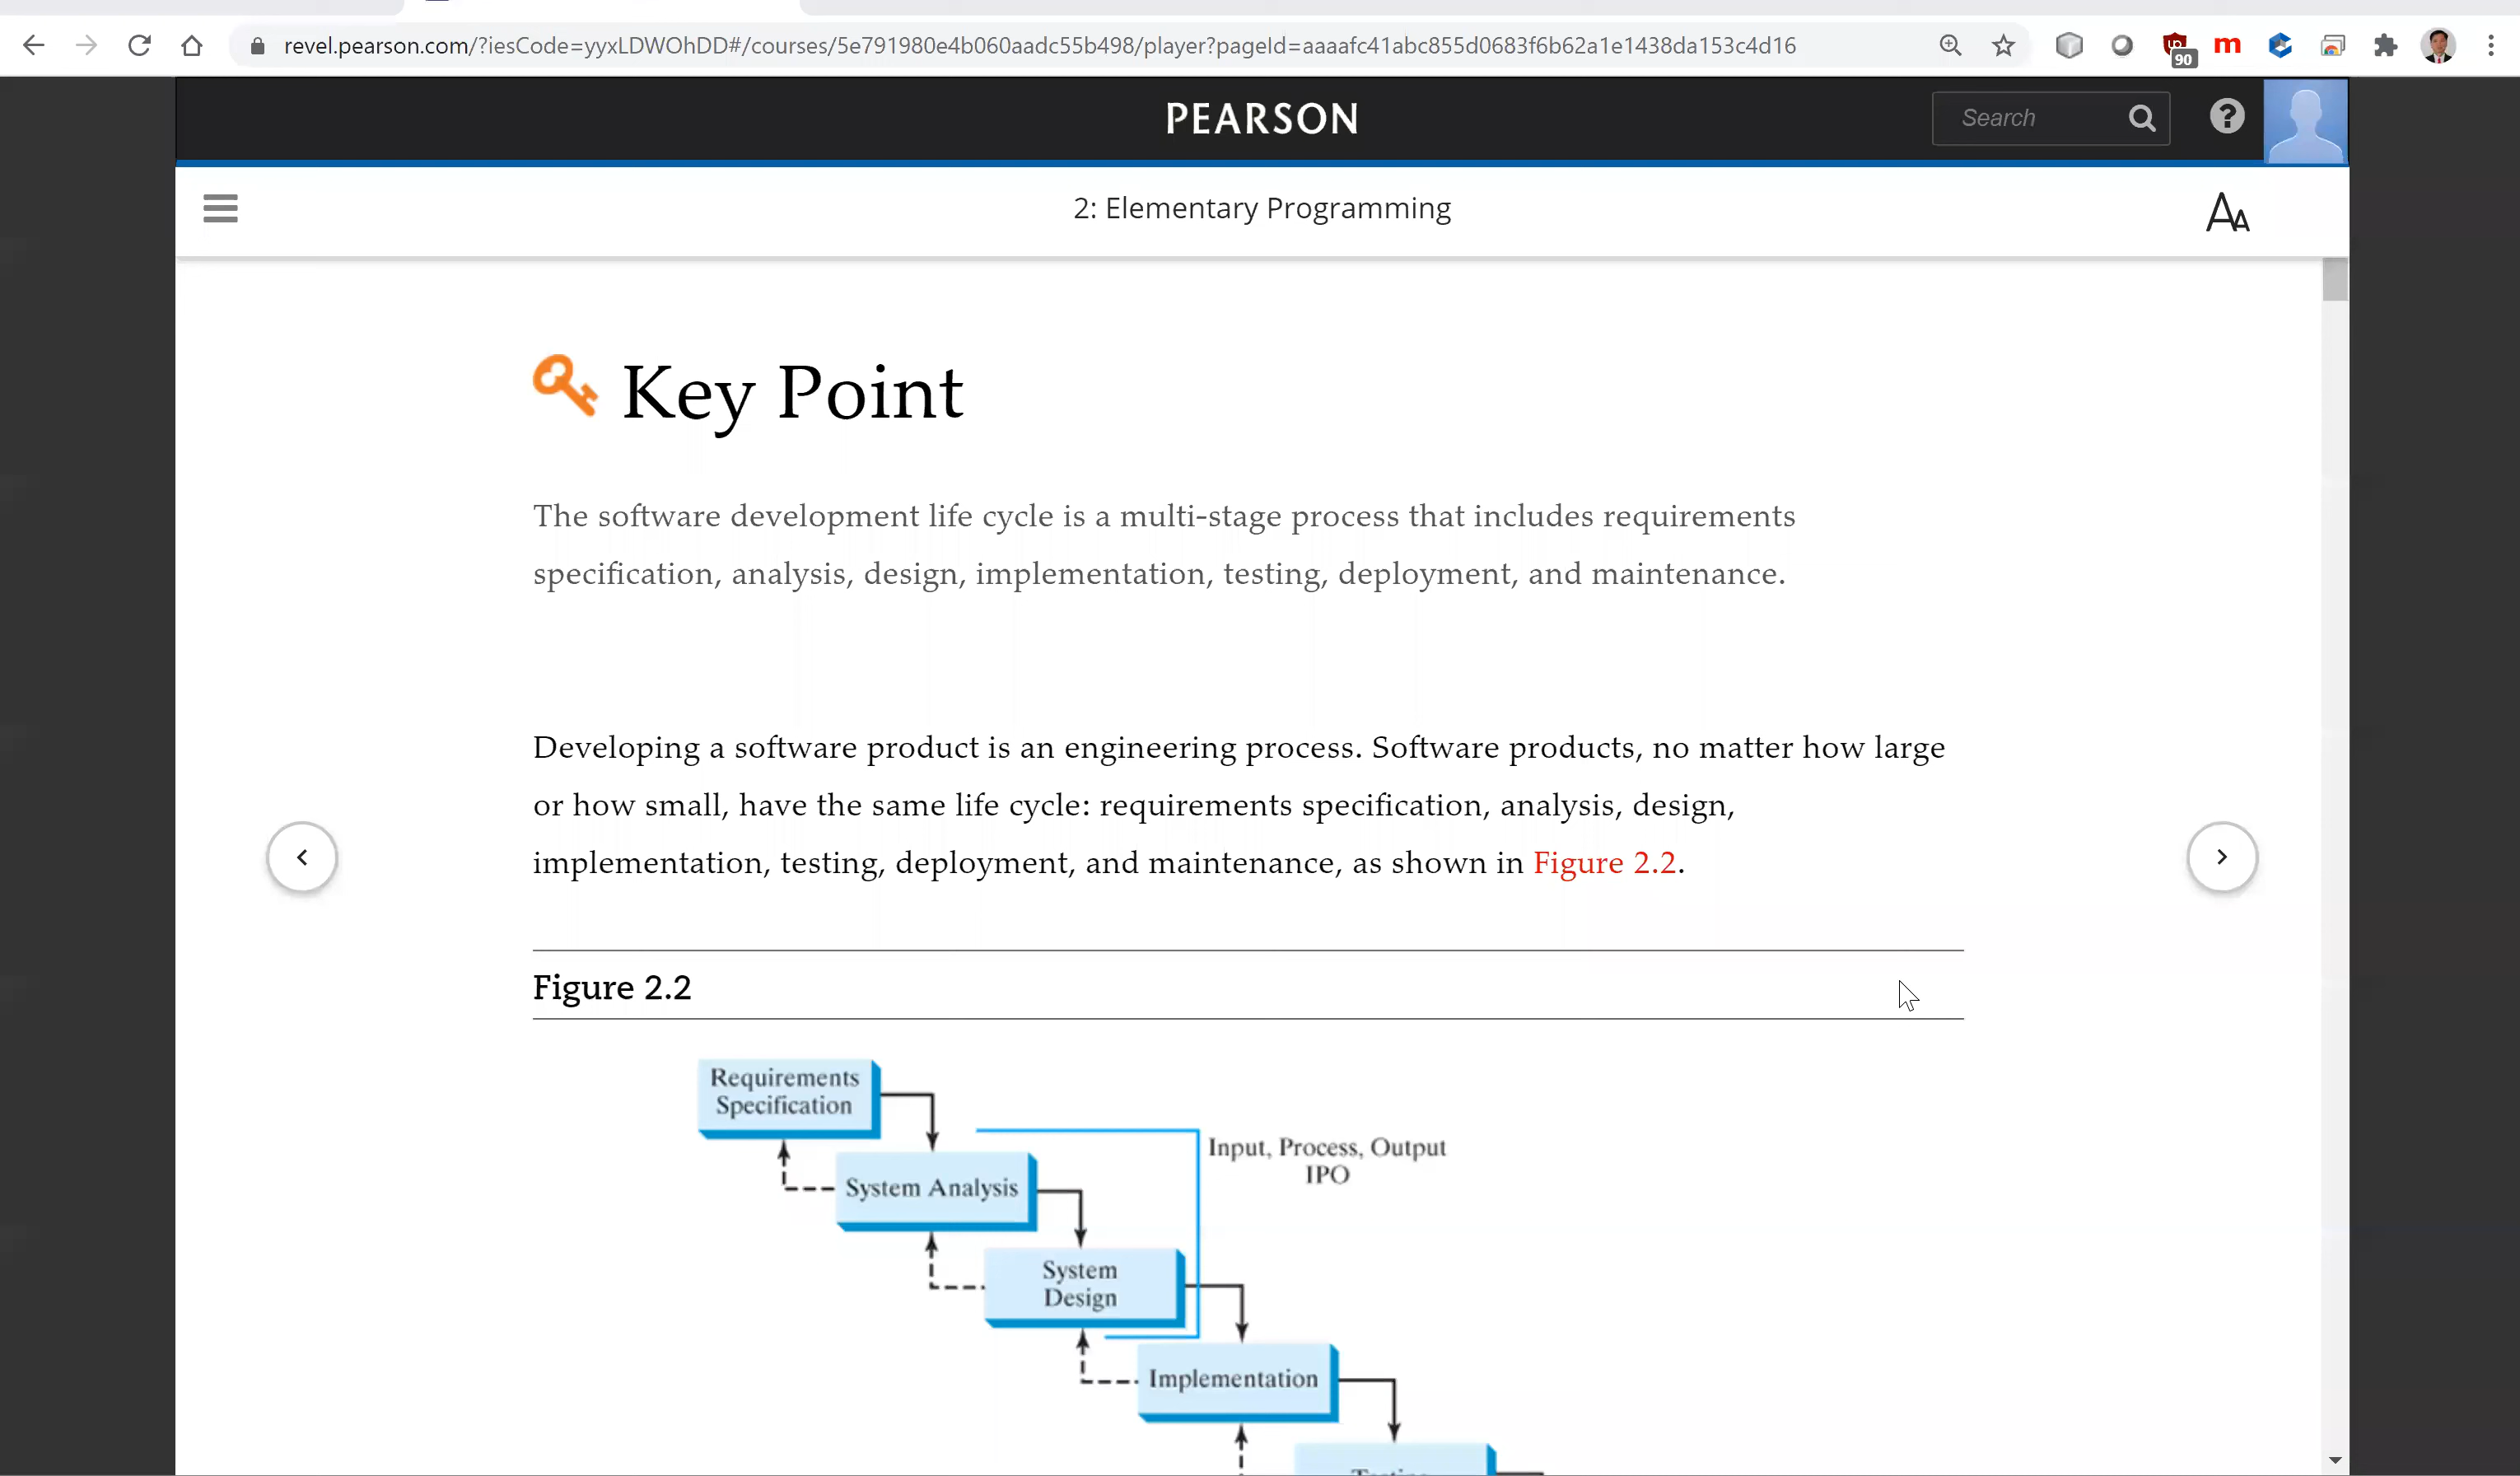 revel.pearson.com/?iesCode=yyxLDWOhDD#/courses/5e791980e4b060aadc55b498/player?pageId=aaaafc41abc855d0683f6b62a1e1438da153c4d16
90
m
PEARSON
Search
?
2: Elementary Programming
AA
Key Point
The software development life cycle is a multi-stage process that includes requirements
specification, analysis, design, implementation, testing, deployment, and maintenance.
Developing a software product is an engineering process. Software products, no matter how large
or how small, have the same life cycle: requirements specification, analysis, design,
implementation, testing, deployment, and maintenance, as shown in Figure 2.2.
Figure 2.2
Requirements
Specification
Input, Process, Output
IPO
System Analysis
System
Design
Implementation